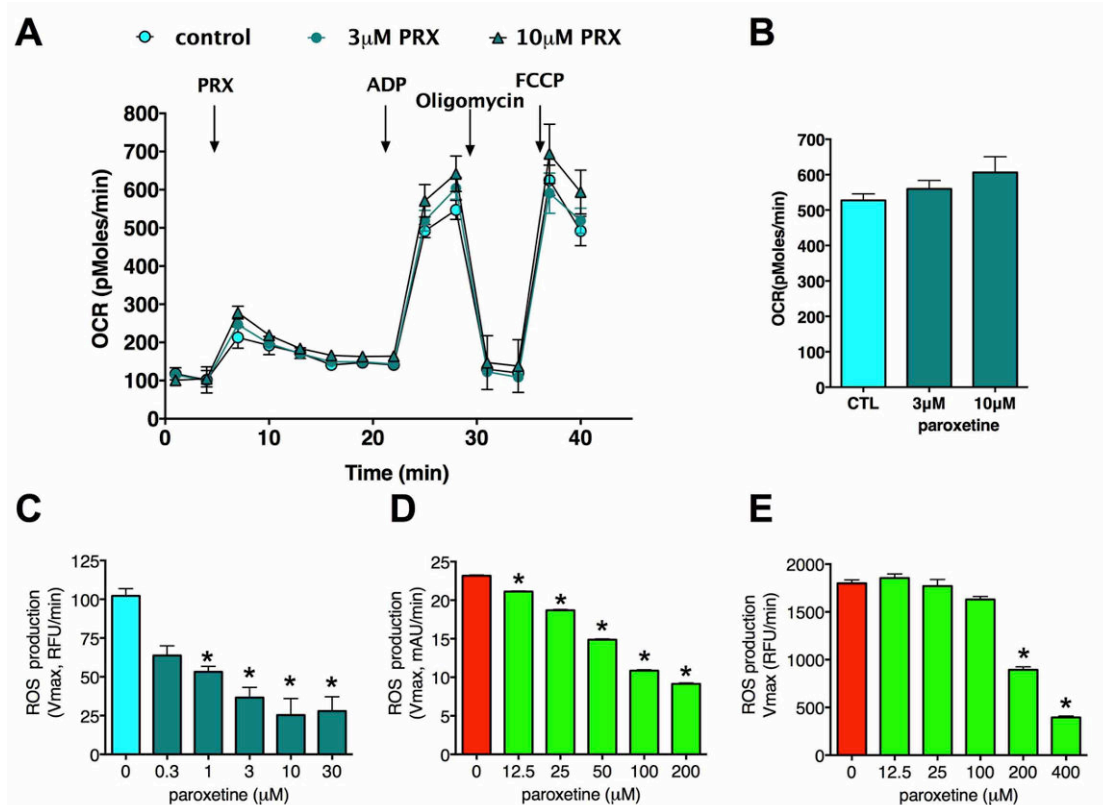 A
control 3μM PRX 10μM PRX
PRX
ADP
Oligomycin
FCCP
800
700
600
500
400
300
200
100
0
OCR (pMoles/min)
0 10 20 30 40
Time (min)
B
700
600
500
400
300
200
100
0
OCR(pMoles/min)
CTL 3μM 10μM
paroxetine
C
125
100
75
50
25
0
ROS production
(Vmax, RFU/min)
* * * *
0 0.3 1 3 10 30
paroxetine (μM)
D
25
20
15
10
5
0
ROS production
(Vmax, mAU/min)
* * * * *
0 12.5 25 50 100 200
paroxetine (μM)
E
2000
1500
1000
500
0
ROS production
Vmax (RFU/min)
* *
0 12.5 25 100 200 400
paroxetine (μM)